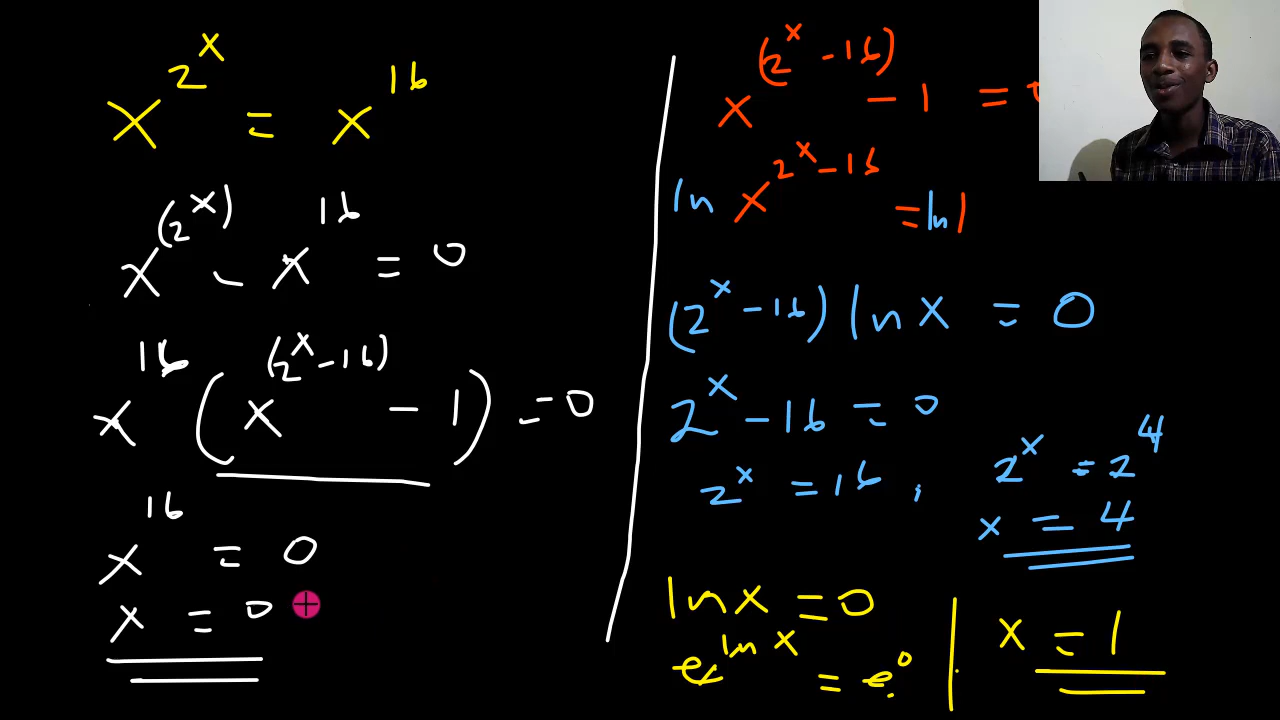 x^2^x = x^16
x^(2^x) - x^16 = 0
x^16 (x^(2^x - 16) - 1) = 0
x^16 = 0
x = 0
x^(2^x - 16) - 1 = 0
ln x^2^x - 16 = ln 1
(2^x - 16) ln x = 0
2^x - 16 = 0
2^x = 16 , 2^x = 2^4
x = 4
ln x = 0
e^ln x = e^0
x = 1